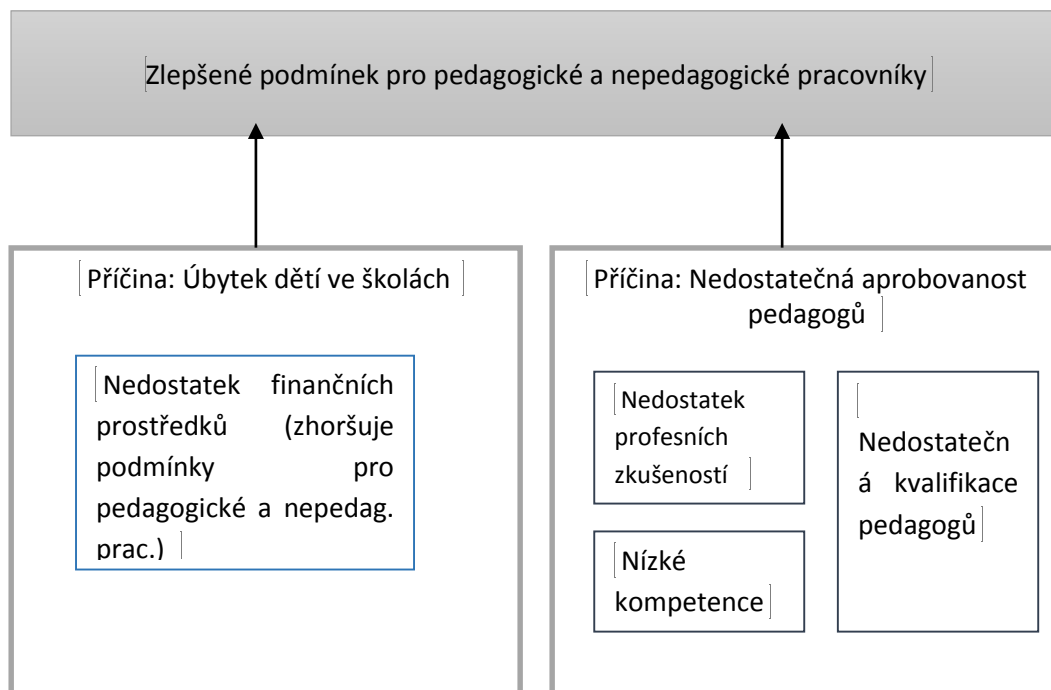 Zlepšené podmínek pro pedagogické a nepedagogické pracovníky
Příčina: Úbytek dětí ve školách
Nedostatek finančních
prostředků (zhoršuje
podmínky pro
pedagogické a nepedag.
prac.)
Příčina: Nedostatečná aprobovanost
pedagogů
Nedostatek
profesních
zkušeností
Nízké
kompetence
Nedostatečn
á kvalifikace
pedagogů